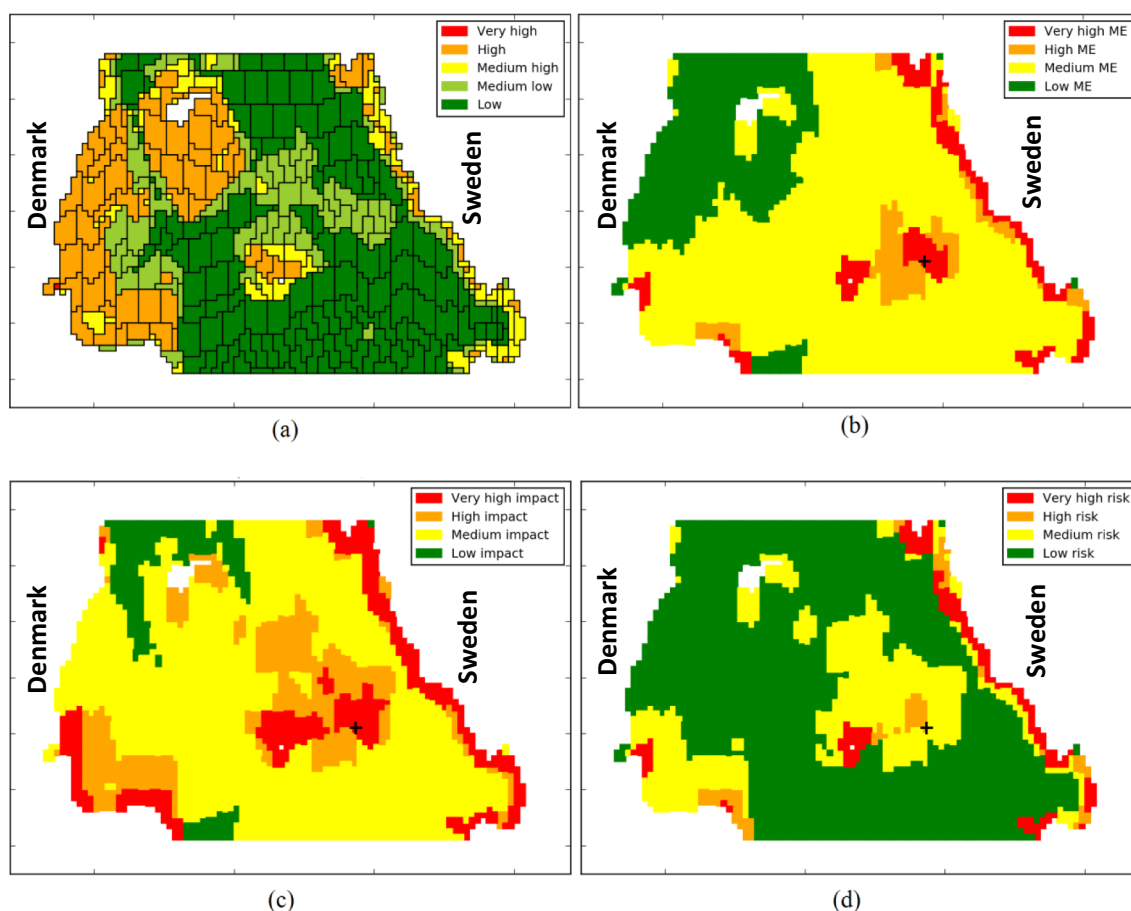 Very high
High
Medium high
Medium low
Low
Denmark
Sweden
(a)
Very high ME
High ME
Medium ME
Low ME
Denmark
Sweden
(b)
Very high impact
High impact
Medium impact
Low impact
Denmark
Sweden
(c)
Very high risk
High risk
Medium risk
Low risk
Denmark
Sweden
(d)